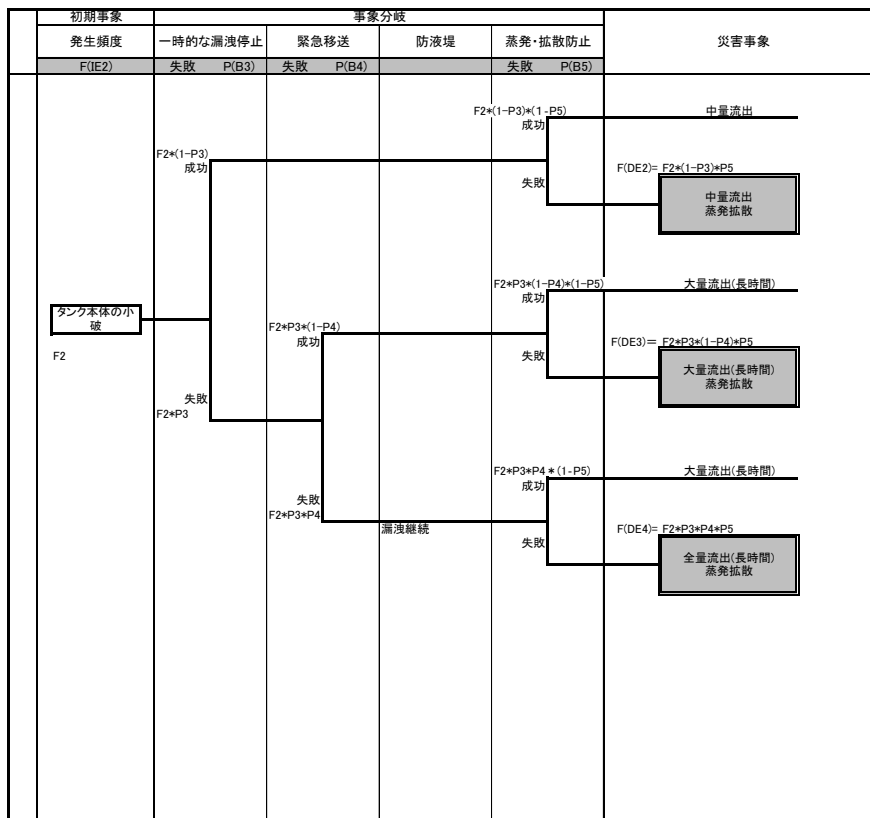 初期事象 事象分岐
発生頻度 一時的な漏洩停止 緊急移送 防液堤 蒸発・拡散防止 災害事象
F(IE2) 失敗 P(B3) 失敗 P(B4) 失敗 P(B5)
F2*(1-P3)*(1-P5) 中量流出
成功
F2*(1-P3)
成功
失敗 F(DE2)= F2*(1-P3)*P5
中量流出
蒸発拡散
F2*P3*(1-P4)*(1-P5) 大量流出(長時間)
成功
タンク本体の小
破
F2*P3*(1-P4)
成功
F2
失敗 F(DE3)= F2*P3*(1-P4)*P5
大量流出(長時間)
蒸発拡散
失敗
F2*P3
F2*P3*P4*(1-P5) 大量流出(長時間)
成功
失敗
F2*P3*P4
漏洩継続
失敗 F(DE4)= F2*P3*P4*P5
全量流出(長時間)
蒸発拡散